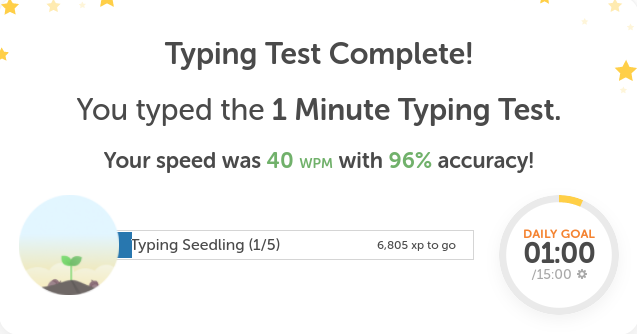 Typing Test Complete!
You typed the 1 Minute Typing Test.
Your speed was 40 WPM with 96% accuracy!
Typing Seedling (1/5) 6,805 xp to go
DAILY GOAL
01:00
/15:00